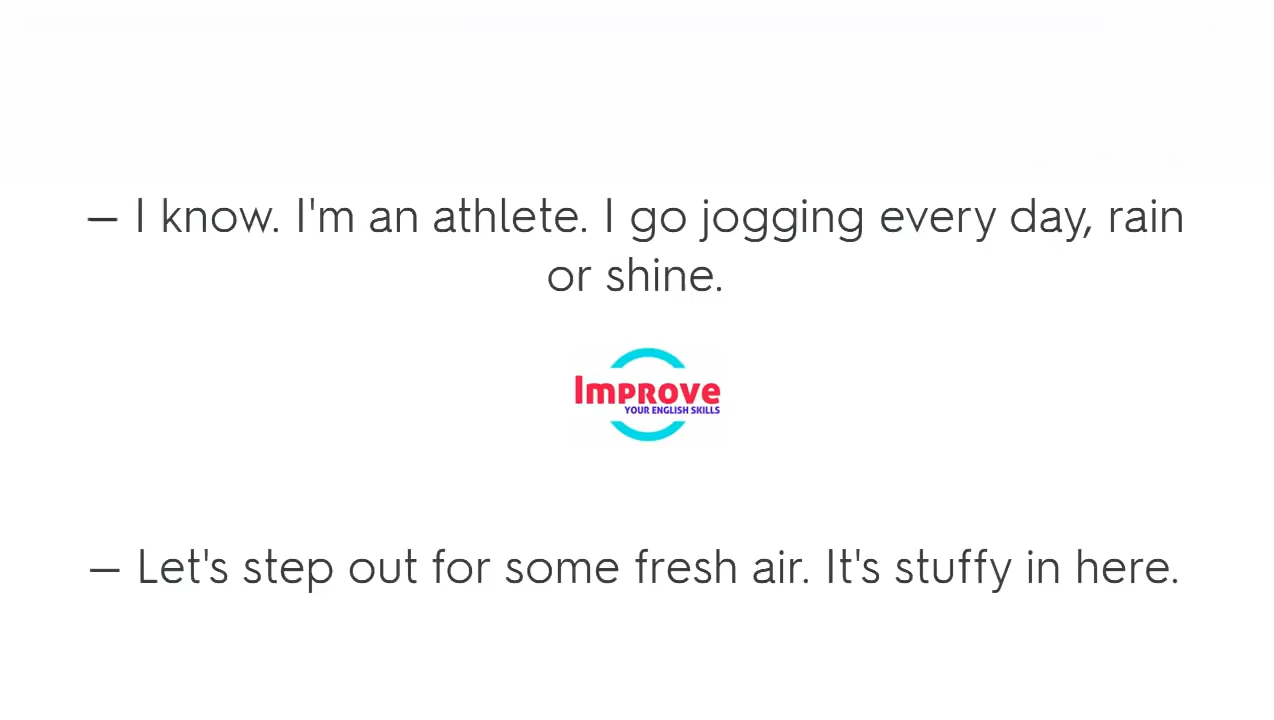 – I know. I'm an athlete. I go jogging every day, rain
or shine.
Improve
YOUR ENGLISH SKILLS
– Let's step out for some fresh air. It's stuffy in here.